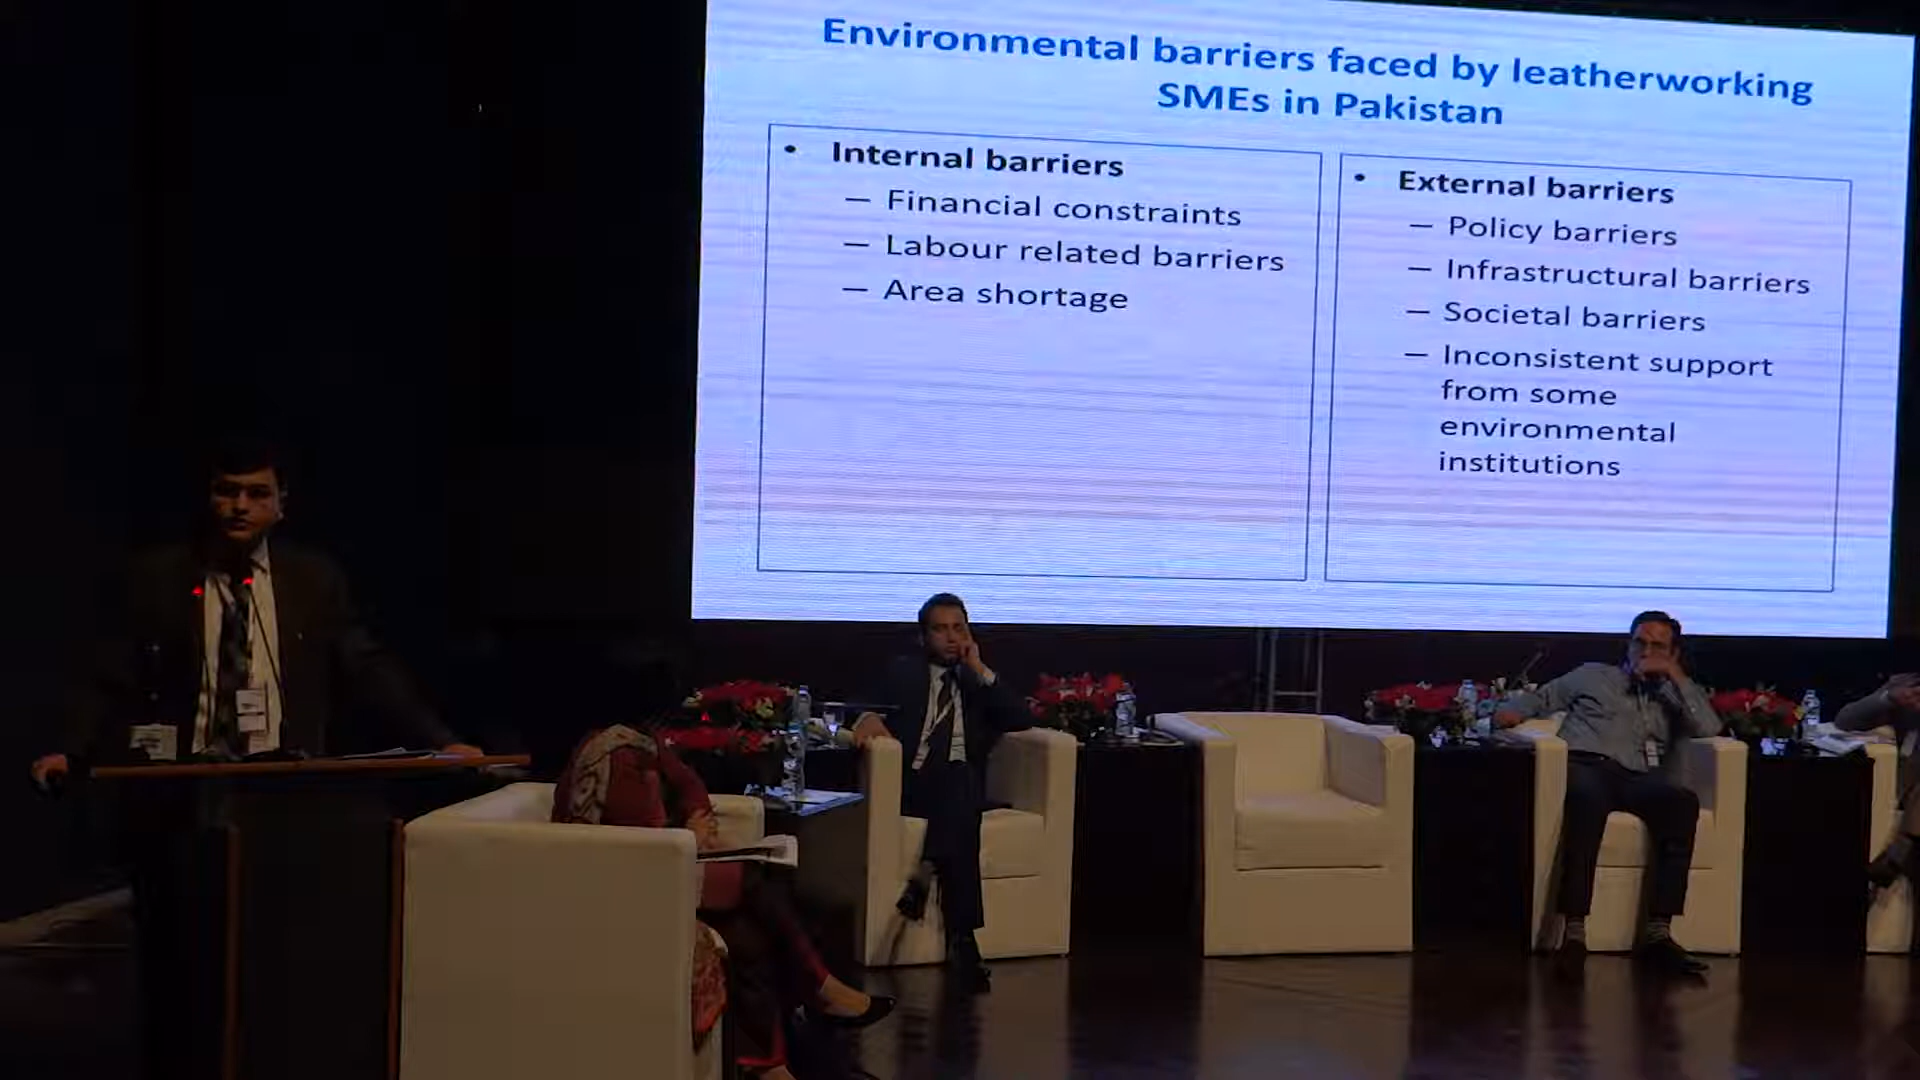 Environmental barriers faced by leatherworking
SMEs in Pakistan
• Internal barriers
— Financial constraints
— Labour related barriers
— Area shortage
• External barriers
— Policy barriers
— Infrastructural barriers
— Societal barriers
— Inconsistent support
from some
environmental
institutions